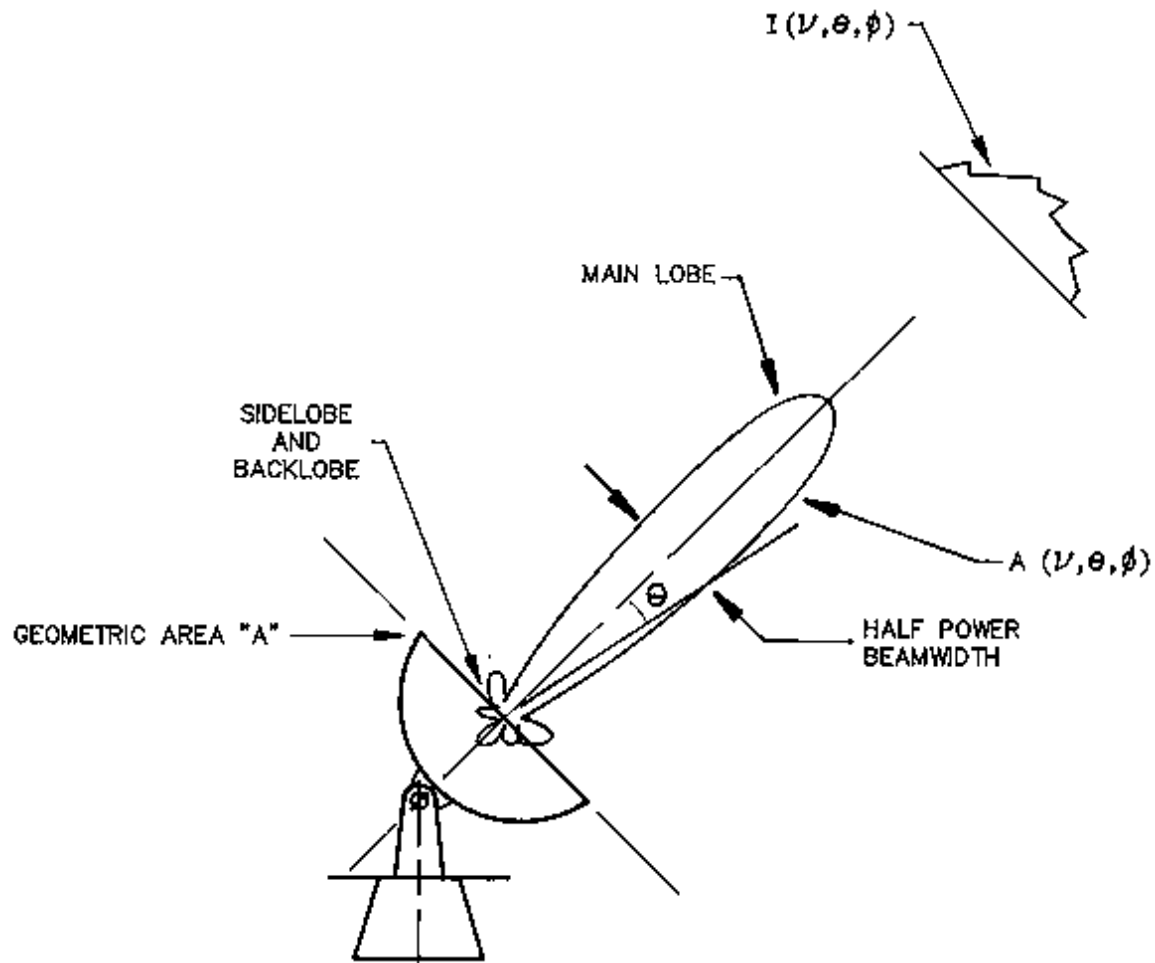 I(ν,θ,ϕ)
MAIN LOBE
SIDELOBE
AND
BACKLOBE
A (ν,θ,ϕ)
Θ
GEOMETRIC AREA "A"
HALF POWER
BEAMWIDTH
ϕ